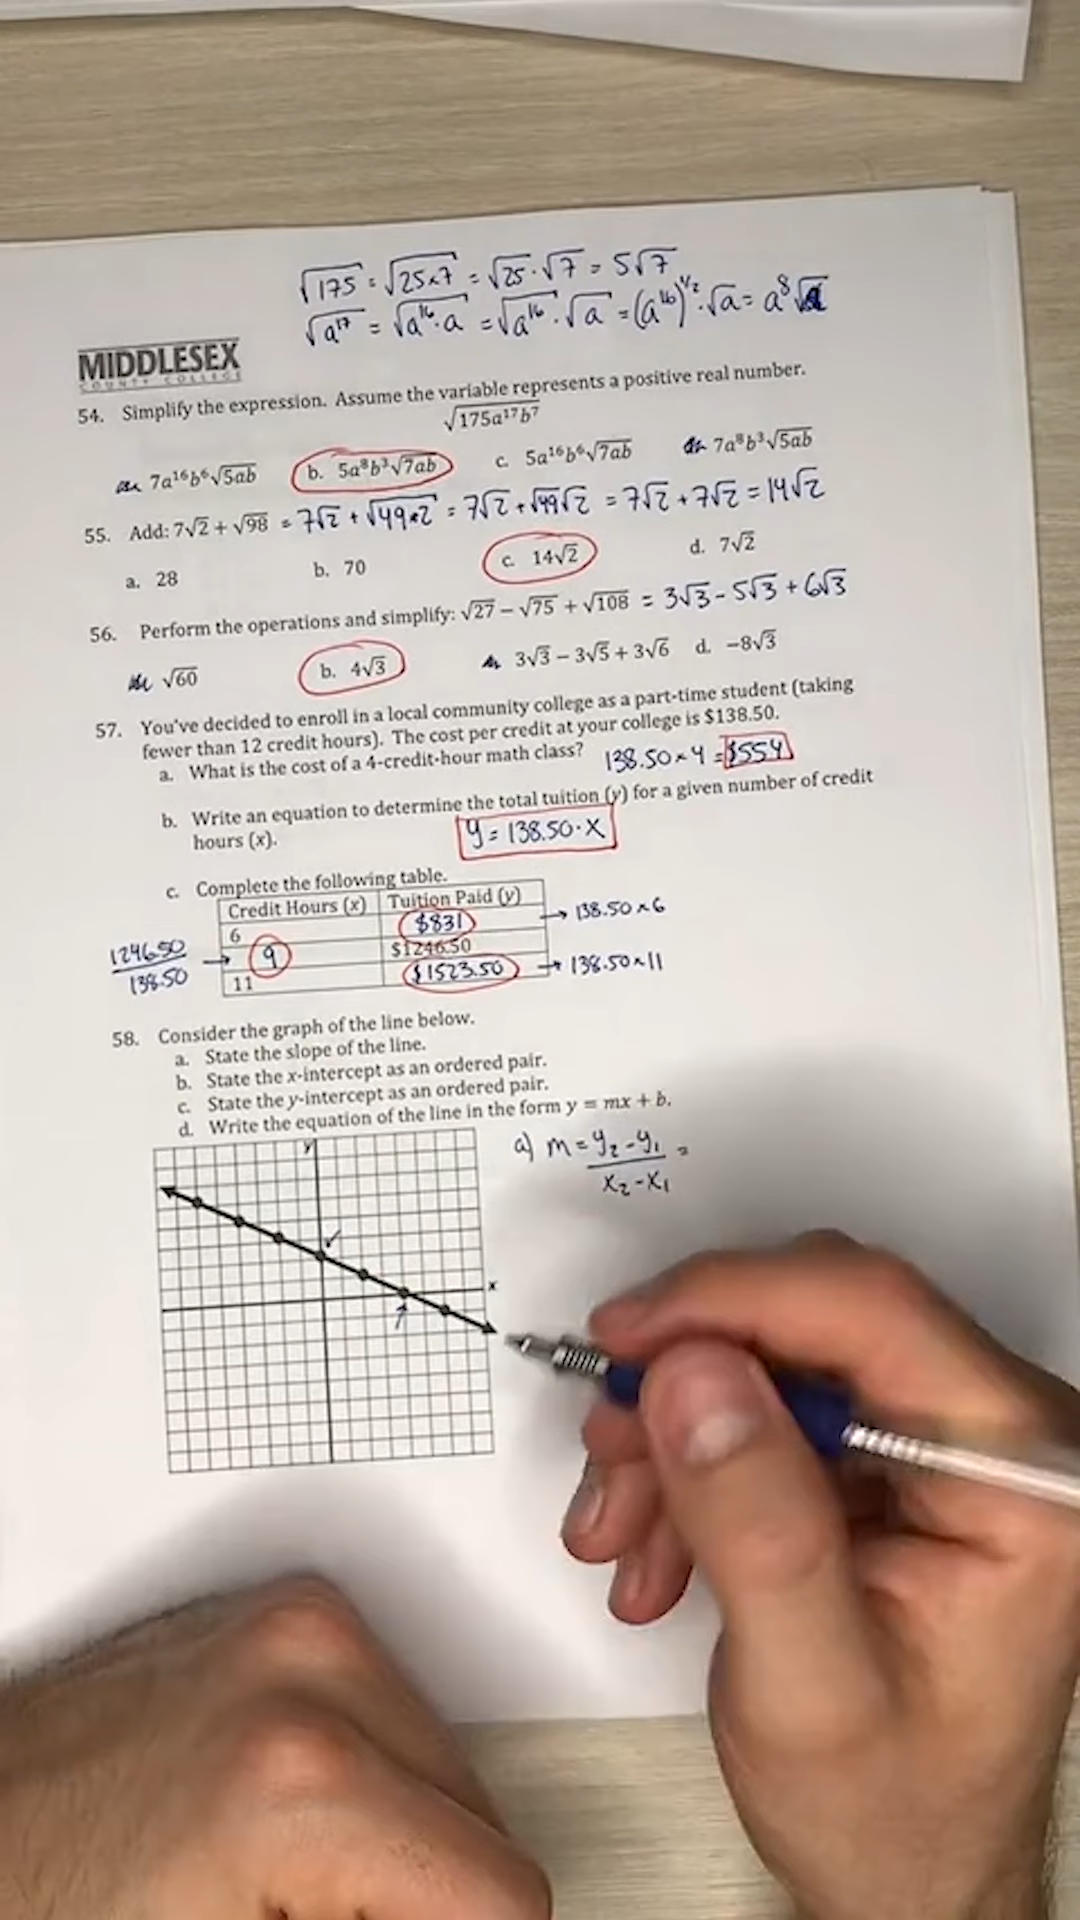 √175 = √25×7 = √25 · √7 = 5√7
√a¹⁷ = √a¹⁶·a = √a¹⁶ · √a = (a¹⁶)^½ · √a = a⁸√a
MIDDLESEX
COUNTY COLLEGE
54. Simplify the expression. Assume the variable represents a positive real number.
√175a¹⁷b⁷
7a¹⁶b⁶√5ab b. 5a⁸b³√7ab c. 5a¹⁶b⁶√7ab 7a⁸b³√5ab
55. Add: 7√2 + √98 = 7√2 + √49×2 = 7√2 + √49√2 = 7√2 + 7√2 = 14√2
a. 28 b. 70 c. 14√2 d. 7√2
56. Perform the operations and simplify: √27 − √75 + √108 = 3√3 - 5√3 + 6√3
√60 b. 4√3 3√3 − 3√5 + 3√6 d. −8√3
57. You've decided to enroll in a local community college as a part-time student (taking
fewer than 12 credit hours). The cost per credit at your college is $138.50.
a. What is the cost of a 4-credit-hour math class? 138.50×4 = $554
b. Write an equation to determine the total tuition (y) for a given number of credit
hours (x). y = 138.50·x
c. Complete the following table.
Credit Hours (x) Tuition Paid (y)
6 $831 → 138.50×6
1246.50 / 138.50 → 9 $1246.50
11 $1523.50 → 138.50×11
58. Consider the graph of the line below.
a. State the slope of the line.
b. State the x-intercept as an ordered pair.
c. State the y-intercept as an ordered pair.
d. Write the equation of the line in the form y = mx + b.
a) m = y₂-y₁ / x₂-x₁ =
y
x